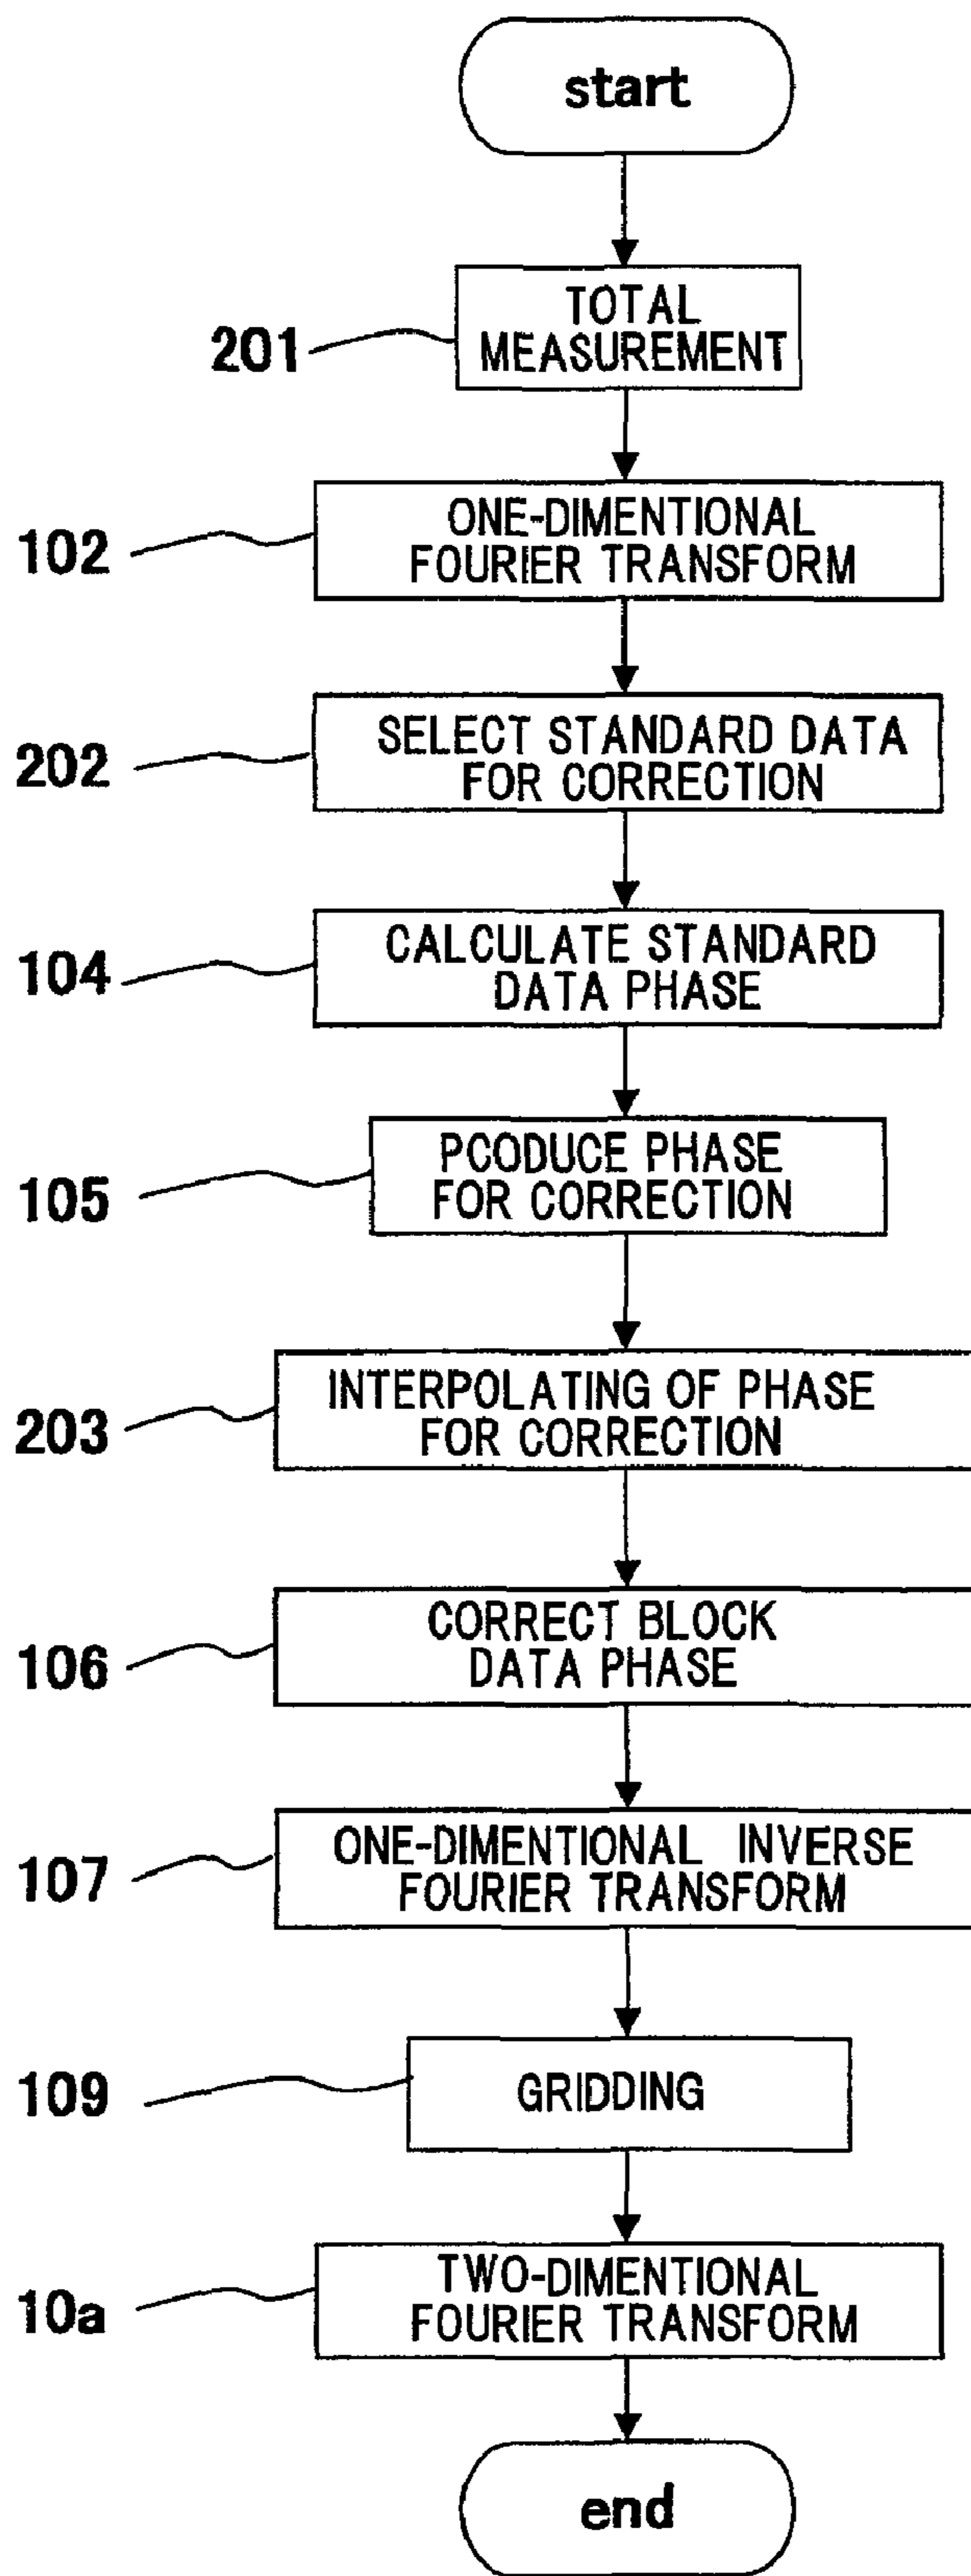 start
TOTAL
MEASUREMENT
201
ONE-DIMENTIONAL
FOURIER TRANSFORM
102
SELECT STANDARD DATA
FOR CORRECTION
202
CALCULATE STANDARD
DATA PHASE
104
PCODUCE PHASE
FOR CORRECTION
105
INTERPOLATING OF PHASE
FOR CORRECTION
203
CORRECT BLOCK
DATA PHASE
106
ONE-DIMENTIONAL INVERSE
FOURIER TRANSFORM
107
GRIDDING
109
TWO-DIMENTIONAL
FOURIER TRANSFORM
10a
end